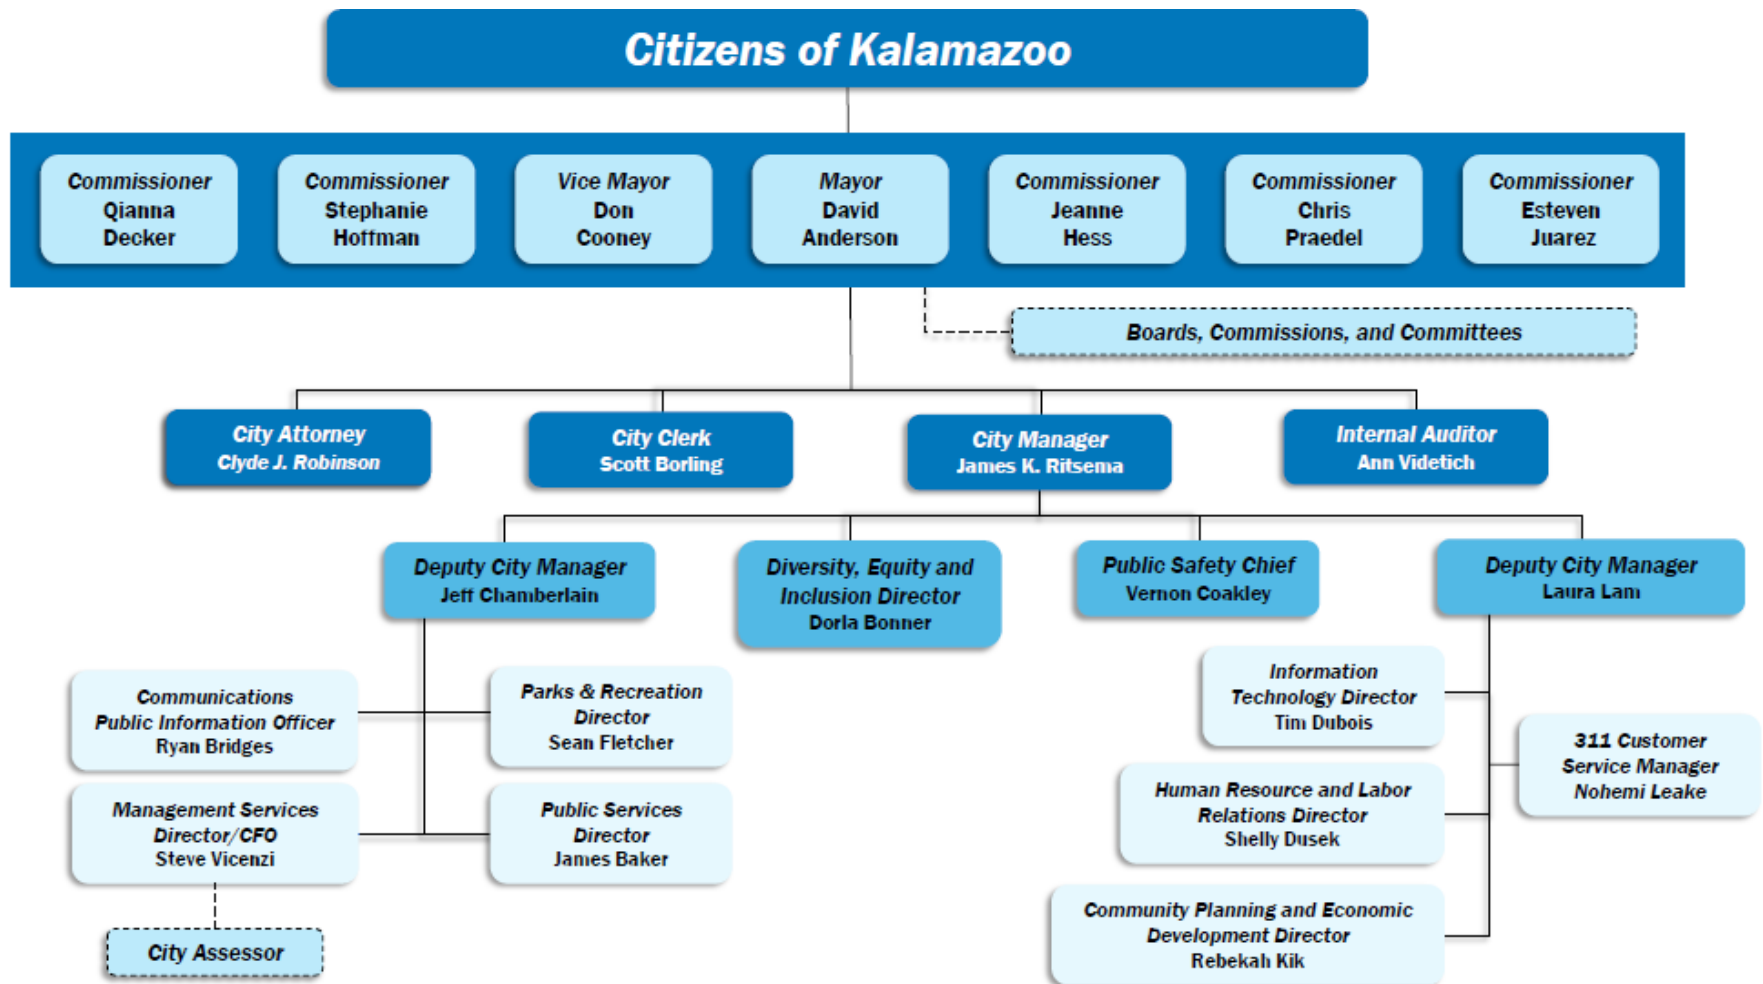 Citizens of Kalamazoo
Commissioner
Qianna
Decker
Commissioner
Stephanie
Hoffman
Vice Mayor
Don
Cooney
Mayor
David
Anderson
Commissioner
Jeanne
Hess
Commissioner
Chris
Praedel
Commissioner
Esteven
Juarez
Boards, Commissions, and Committees
City Attorney
Clyde J. Robinson
City Clerk
Scott Borling
City Manager
James K. Ritsema
Internal Auditor
Ann Videtich
Deputy City Manager
Jeff Chamberlain
Diversity, Equity and
Inclusion Director
Dorla Bonner
Public Safety Chief
Vernon Coakley
Deputy City Manager
Laura Lam
Communications
Public Information Officer
Ryan Bridges
Parks & Recreation
Director
Sean Fletcher
Management Services
Director/CFO
Steve Vicenzi
Public Services
Director
James Baker
City Assessor
Information
Technology Director
Tim Dubois
311 Customer
Service Manager
Nohemi Leake
Human Resource and Labor
Relations Director
Shelly Dusek
Community Planning and Economic
Development Director
Rebekah Kik